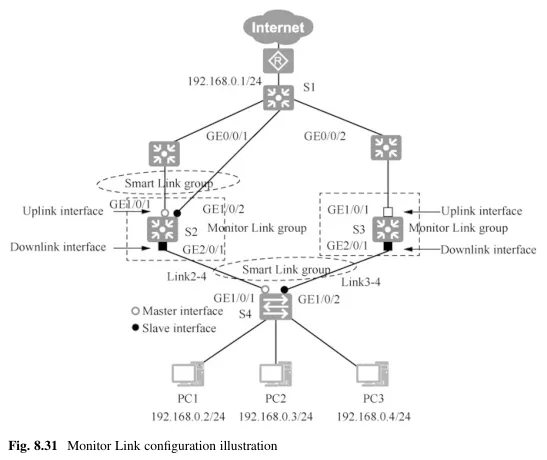 Internet
R
192.168.0.1/24
S1
GE0/0/1
GE0/0/2
Smart Link group
GE1/0/1
GE1/0/2
GE1/0/1
Uplink interface
Uplink interface
S2
Monitor Link group
S3
Monitor Link group
Downlink interface
GE2/0/1
GE2/0/1
Downlink interface
Smart Link group
Link2-4
Link3-4
GE1/0/1
GE1/0/2
Master interface
S4
Slave interface
PC1
PC2
PC3
192.168.0.2/24
192.168.0.3/24
192.168.0.4/24
Fig. 8.31 Monitor Link configuration illustration